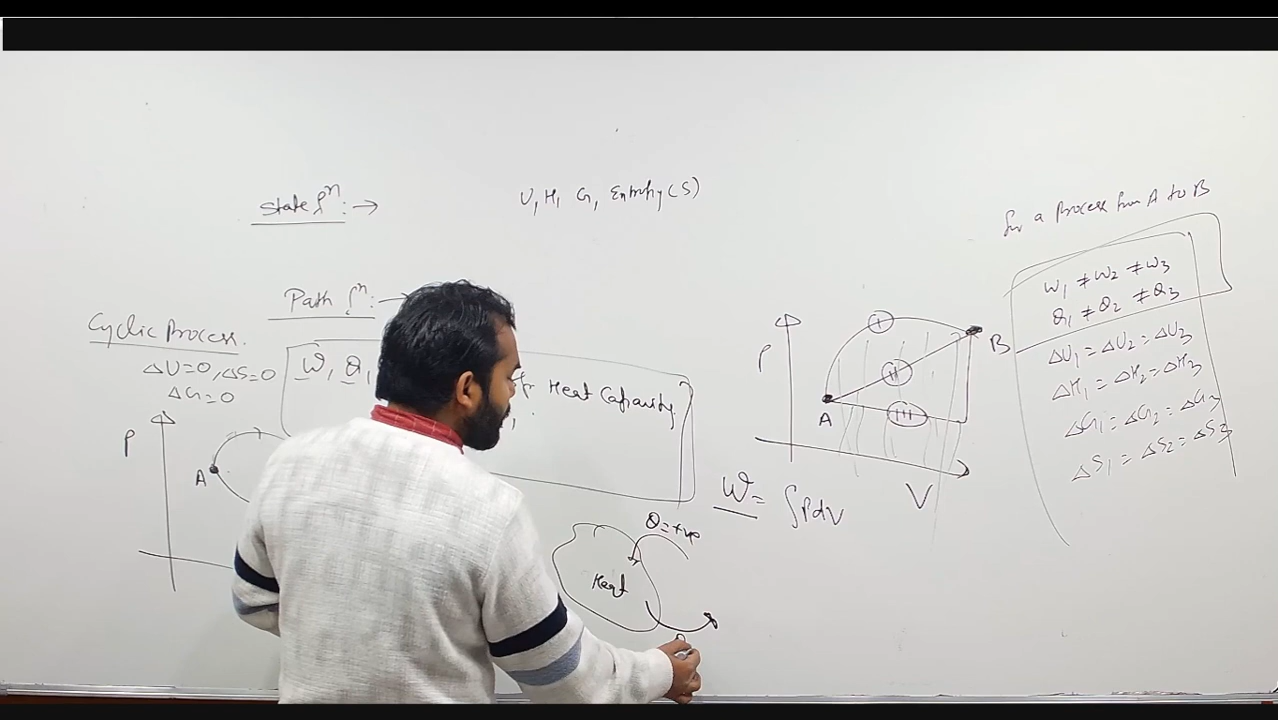 State fⁿ: →
U, H, G, Entropy (S)
for a Process from A to B
Path fⁿ: →
Cyclic Process.
ΔU=0, ΔS=0
ΔG=0
W, Q,
Heat Capacity
P
A
P
A
I
II
III
B
V
W = ∫PdV
W₁ ≠ W₂ ≠ W₃
Q₁ ≠ Q₂ ≠ Q₃
ΔU₁ = ΔU₂ = ΔU₃
ΔH₁ = ΔH₂ = ΔH₃
ΔG₁ = ΔG₂ = ΔG₃
ΔS₁ = ΔS₂ = ΔS₃
Q=+ve
Heat